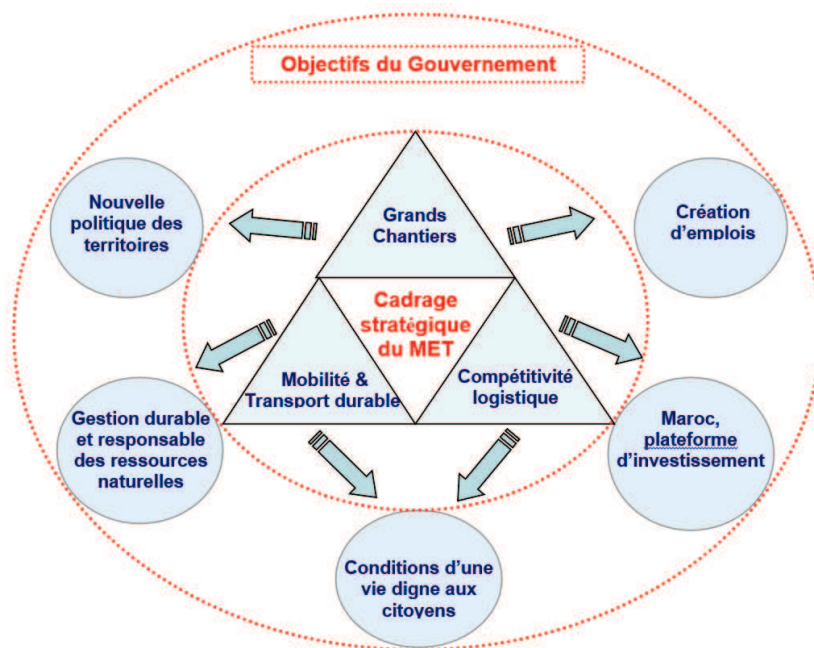 Objectifs du Gouvernement
Nouvelle
politique des
territoires
Grands
Chantiers
Création
d'emplois
Cadrage
stratégique
du MET
Mobilité &
Transport durable
Compétitivité
logistique
Gestion durable
et responsable
des ressources
naturelles
Maroc,
plateforme
d'investissement
Conditions d'une
vie digne aux
citoyens